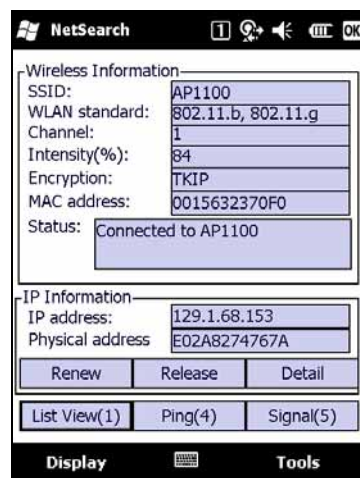 NetSearch 1 OK
Wireless Information
SSID: AP1100
WLAN standard: 802.11.b, 802.11.g
Channel: 1
Intensity(%): 84
Encryption: TKIP
MAC address: 0015632370F0
Status: Connected to AP1100
IP Information
IP address: 129.1.68.153
Physical address E02A8274767A
Renew Release Detail
List View(1) Ping(4) Signal(5)
Display Tools